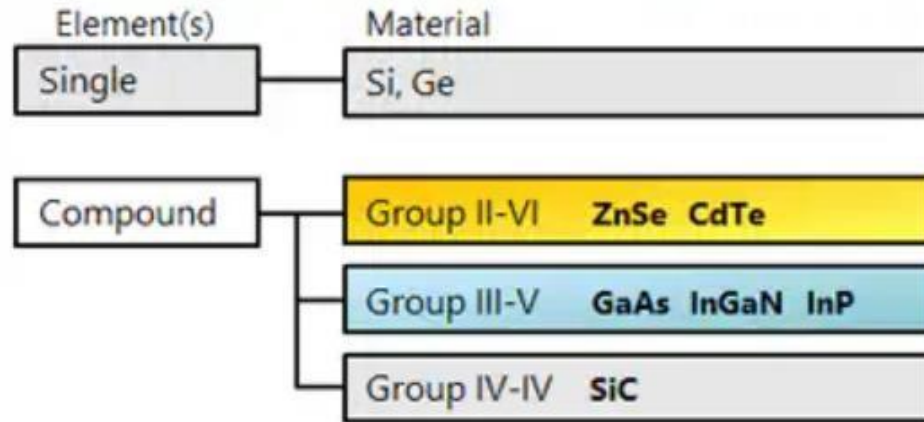 Element(s) Material
Single Si, Ge
Compound Group II-VI ZnSe CdTe
Group III-V GaAs InGaN InP
Group IV-IV SiC